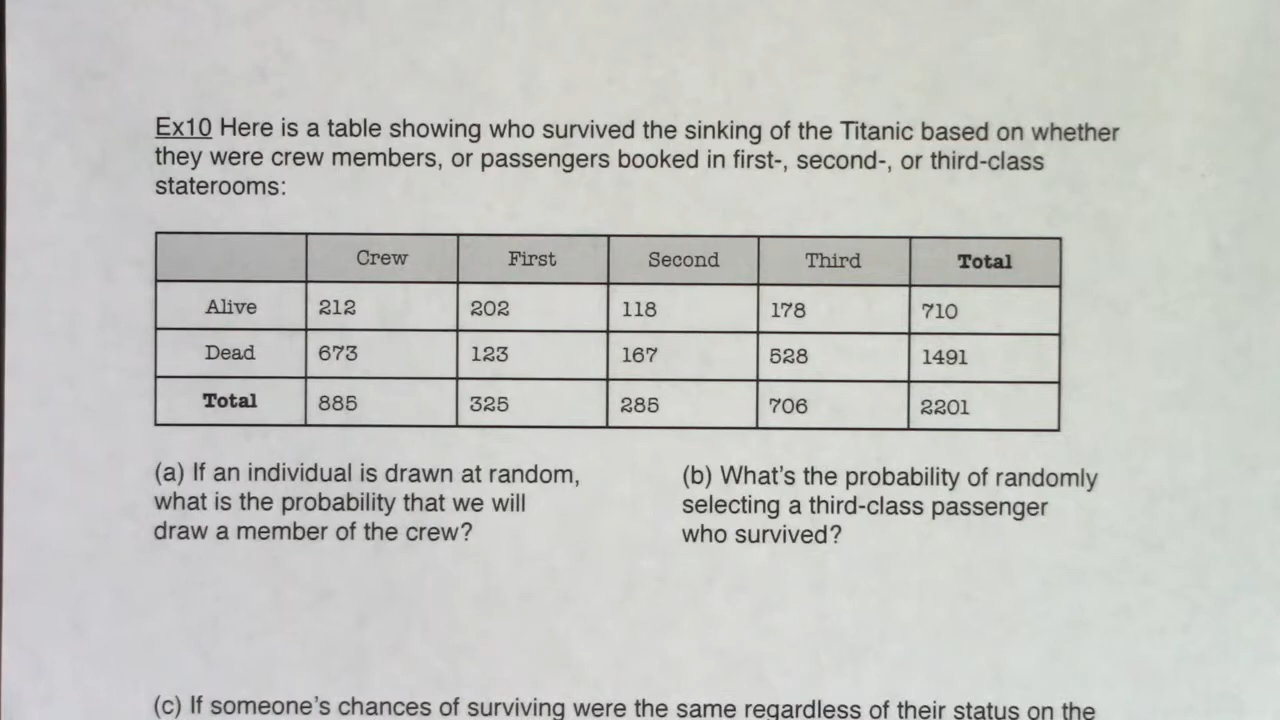 Ex10 Here is a table showing who survived the sinking of the Titanic based on whether
they were crew members, or passengers booked in first-, second-, or third-class
staterooms:
Crew First Second Third Total
Alive 212 202 118 178 710
Dead 673 123 167 528 1491
Total 885 325 285 706 2201
(a) If an individual is drawn at random,
what is the probability that we will
draw a member of the crew?
(b) What's the probability of randomly
selecting a third-class passenger
who survived?
(c) If someone's chances of surviving were the same regardless of their status on the